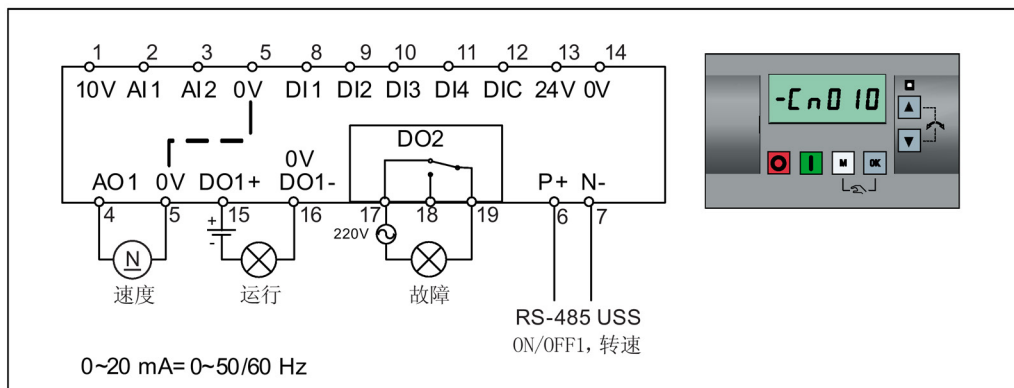 1 2 3 5 8 9 10 11 12 13 14
10V AI1 AI2 0V DI1 DI2 DI3 DI4 DIC 24V 0V
-Cn010
M OK
DO2
0V
AO1 0V DO1+ DO1- P+ N-
4 5 15 16 17 18 19 6 7
+
-
220V
N
速度 运行 故障
RS-485 USS
ON/OFF1, 转速
0~20 mA= 0~50/60 Hz